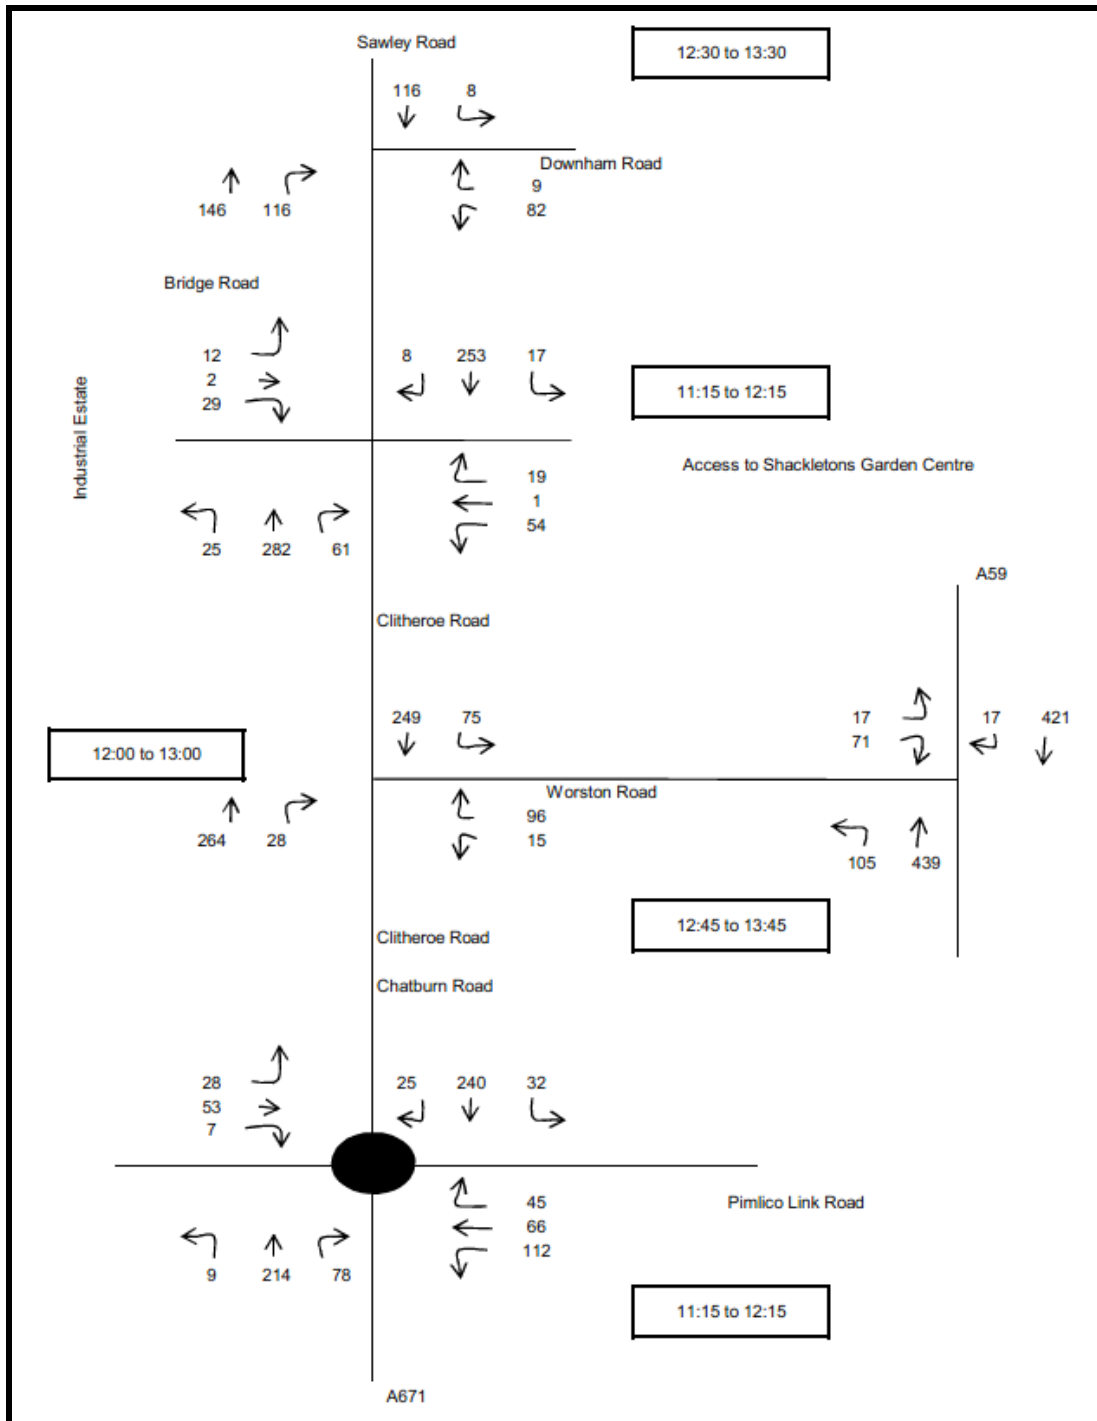 Sawley Road
12:30 to 13:30
116 8
Downham Road
9
146 116 82
Bridge Road
12 8 253 17
2
29
11:15 to 12:15
Industrial Estate
Access to Shackletons Garden Centre
19
1
54
25 282 61
A59
Clitheroe Road
249 75 17 17 421
71
12:00 to 13:00
Worston Road
96
264 28 15
105 439
12:45 to 13:45
Clitheroe Road
Chatburn Road
28 25 240 32
53
7
45
66
112
Pimlico Link Road
9 214 78
11:15 to 12:15
A671